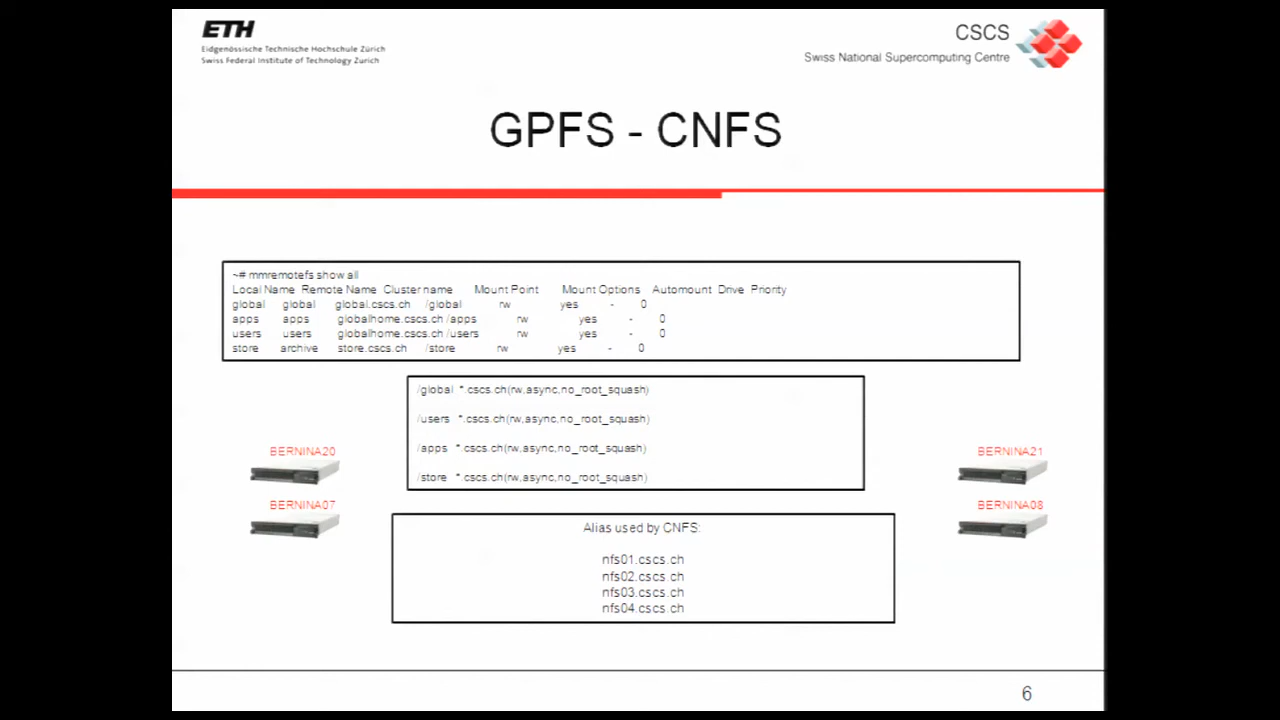 ETH
Eidgenössische Technische Hochschule Zürich
Swiss Federal Institute of Technology Zurich
CSCS
Swiss National Supercomputing Centre
GPFS - CNFS
~# mmremotefs show all
Local Name Remote Name Cluster name Mount Point Mount Options Automount Drive Priority
global global global.cscs.ch /global rw yes - 0
apps apps globalhome.cscs.ch /apps rw yes - 0
users users globalhome.cscs.ch /users rw yes - 0
store archive store.cscs.ch /store rw yes - 0
/global *.cscs.ch(rw,async,no_root_squash)
/users *.cscs.ch(rw,async,no_root_squash)
/apps *.cscs.ch(rw,async,no_root_squash)
/store *.cscs.ch(rw,async,no_root_squash)
BERNINA20
BERNINA21
BERNINA07
BERNINA08
Alias used by CNFS:
nfs01.cscs.ch
nfs02.cscs.ch
nfs03.cscs.ch
nfs04.cscs.ch
6